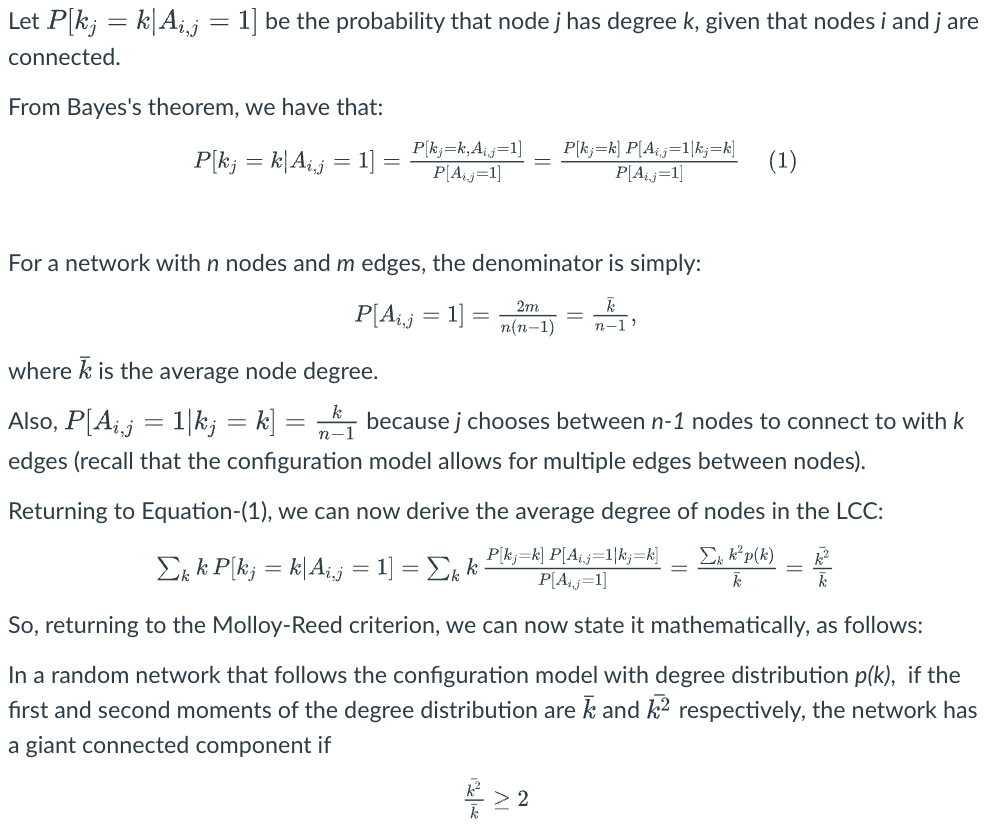 Let $P[k_j = k|A_{i,j} = 1]$ be the probability that node j has degree k, given that nodes i and j are
connected.
From Bayes's theorem, we have that:
$P[k_j = k|A_{i,j} = 1] = \frac{P[k_j=k,A_{i,j}=1]}{P[A_{i,j}=1]} = \frac{P[k_j=k]\ P[A_{i,j}=1|k_j=k]}{P[A_{i,j}=1]}$ (1)
For a network with n nodes and m edges, the denominator is simply:
$P[A_{i,j} = 1] = \frac{2m}{n(n-1)} = \frac{\bar{k}}{n-1}$,
where $\bar{k}$ is the average node degree.
Also, $P[A_{i,j} = 1|k_j = k] = \frac{k}{n-1}$ because j chooses between n-1 nodes to connect to with k
edges (recall that the configuration model allows for multiple edges between nodes).
Returning to Equation-(1), we can now derive the average degree of nodes in the LCC:
$\sum_k k\, P[k_j = k|A_{i,j} = 1] = \sum_k k \frac{P[k_j=k]\ P[A_{i,j}=1|k_j=k]}{P[A_{i,j}=1]} = \frac{\sum_k k^2 p(k)}{\bar{k}} = \frac{\bar{k^2}}{\bar{k}}$
So, returning to the Molloy-Reed criterion, we can now state it mathematically, as follows:
In a random network that follows the configuration model with degree distribution p(k), if the
first and second moments of the degree distribution are $\bar{k}$ and $\bar{k^2}$ respectively, the network has
a giant connected component if
$\frac{\bar{k^2}}{\bar{k}} \geq 2$